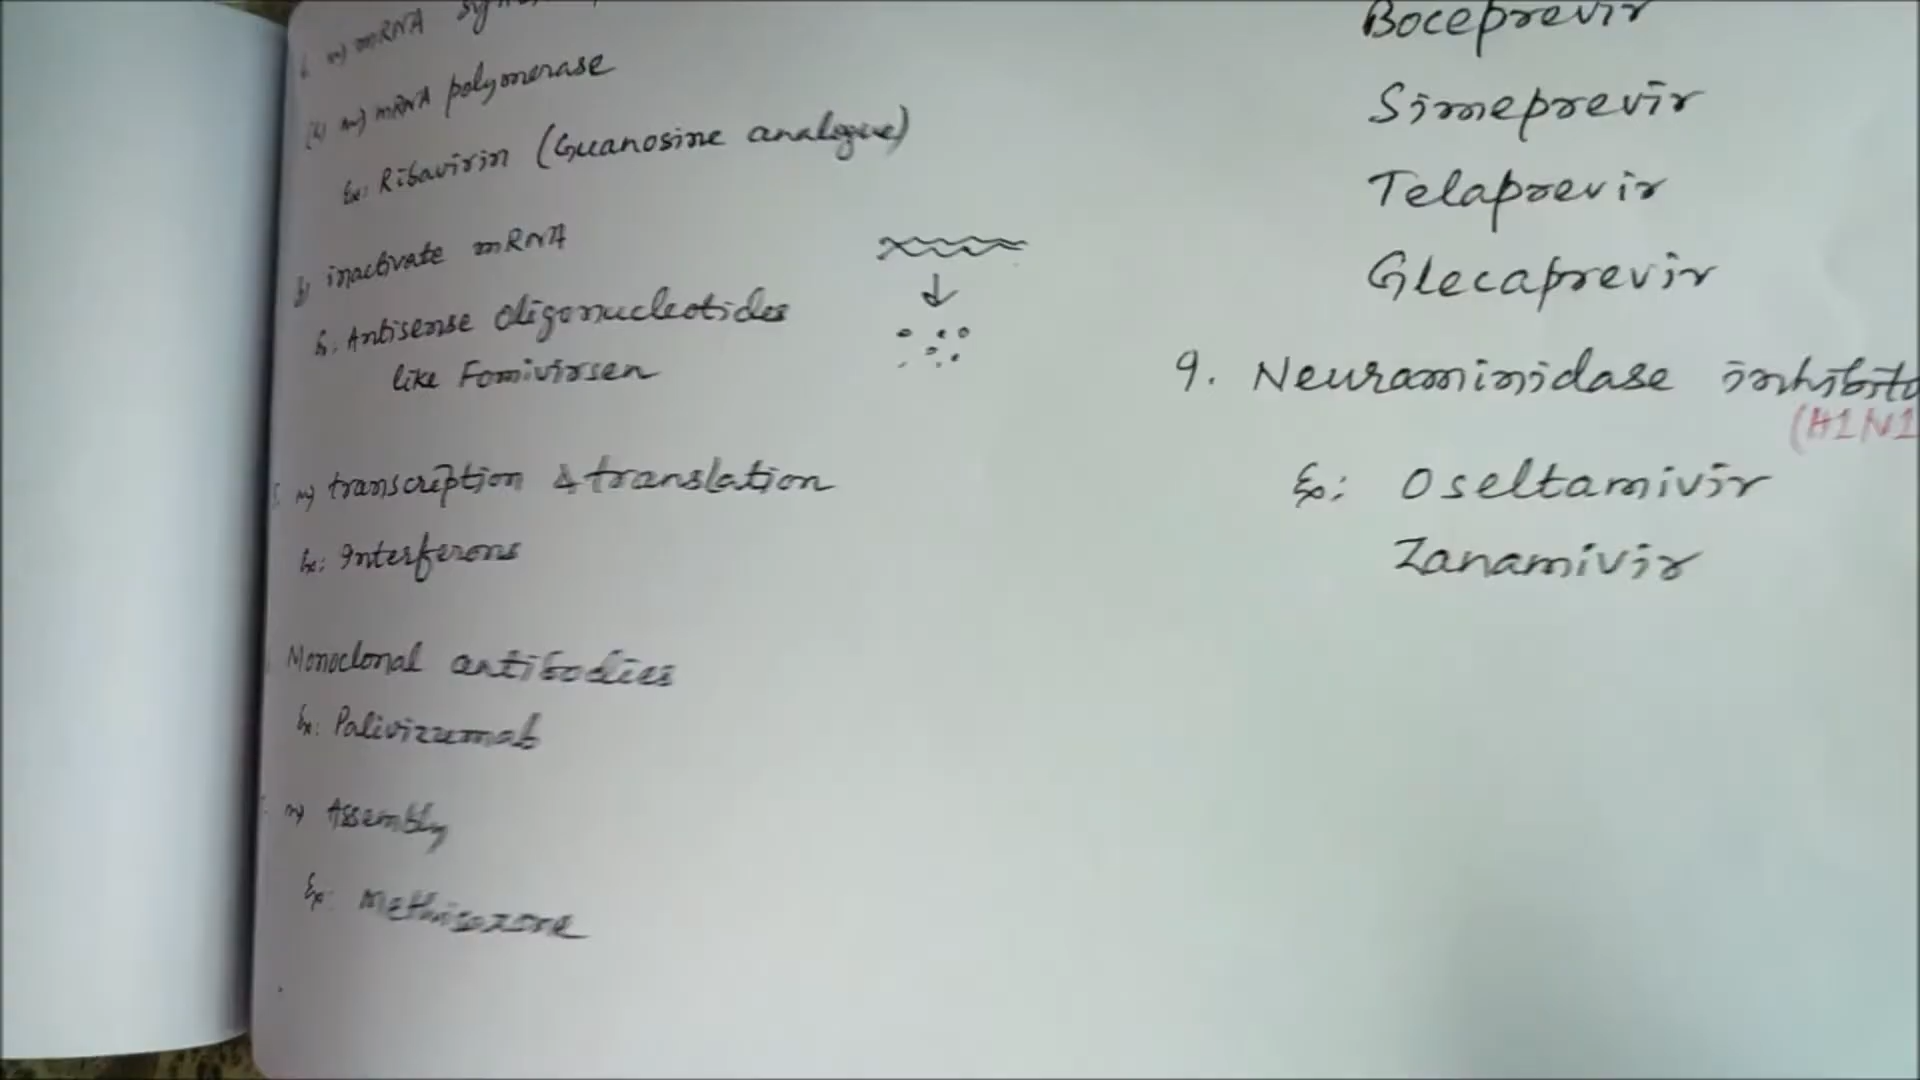 mRNA
mRNA polymerase
Ex: Ribavirin (Guanosine analogue)
b) inactivate mRNA
Ex: Antisense Oligonucleotides
like Fomivirsen
transcription & translation
Ex: Interferons
Monoclonal antibodies
Ex: Palivizumab
Assembly
Ex: Methisazone
Boceprevir
Simeprevir
Telaprevir
Glecaprevir
9. Neuraminidase
(H1N1
Ex: Oseltamivir
Zanamivir